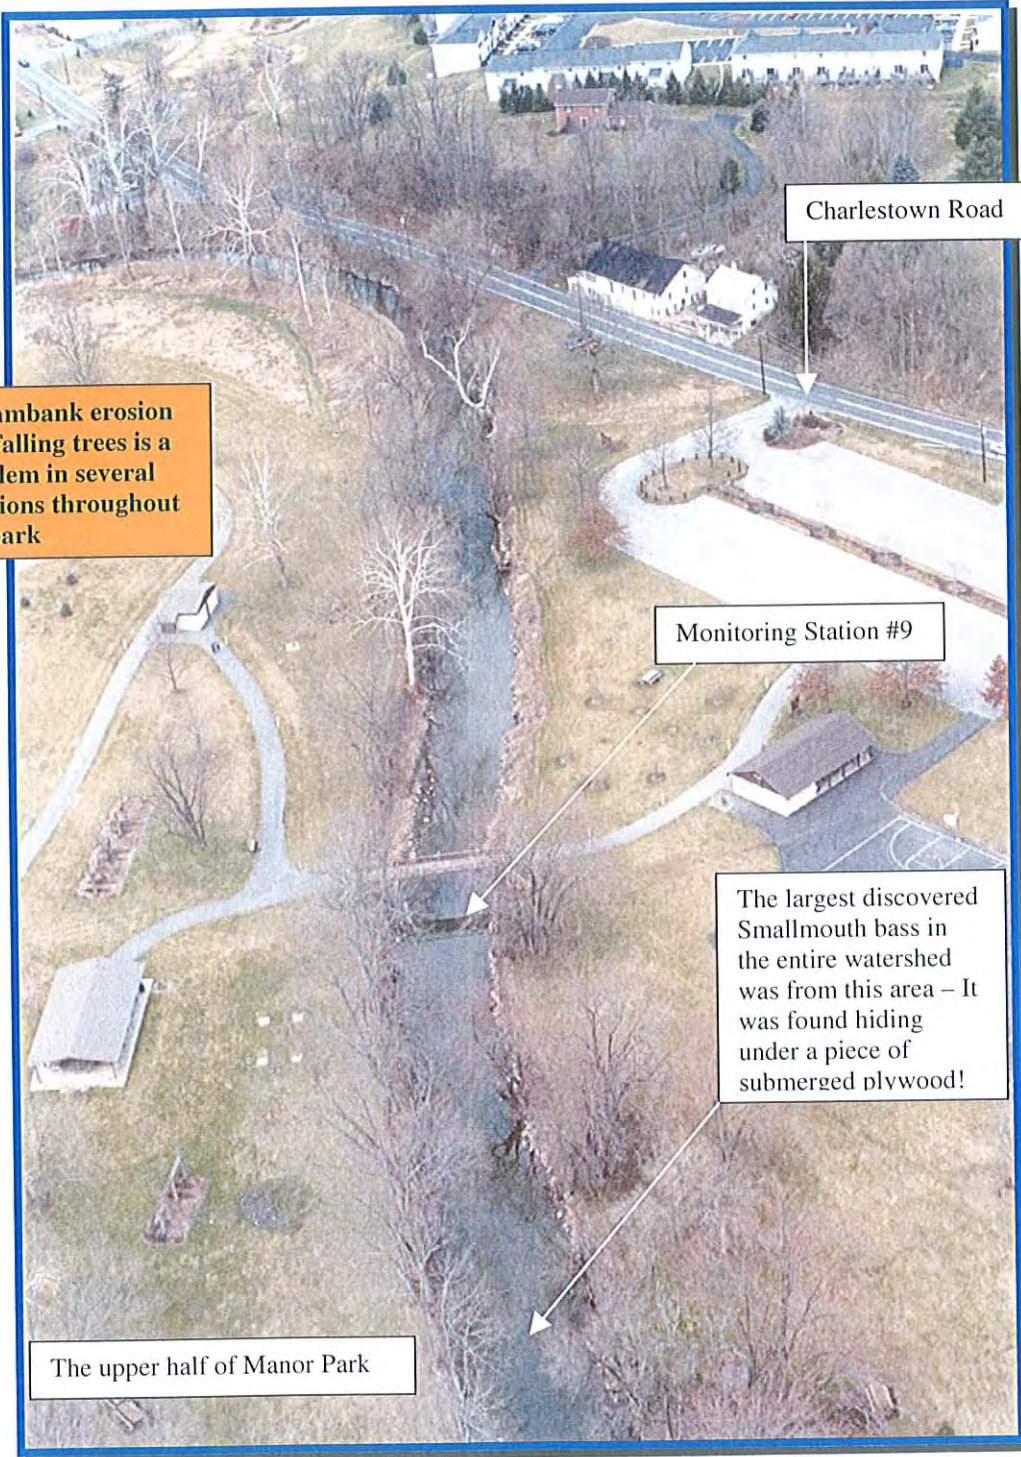 Charlestown Road
ambank erosion
falling trees is a
lem in several
ions throughout
ark
Monitoring Station #9
The largest discovered
Smallmouth bass in
the entire watershed
was from this area – It
was found hiding
under a piece of
submerged plywood!
The upper half of Manor Park